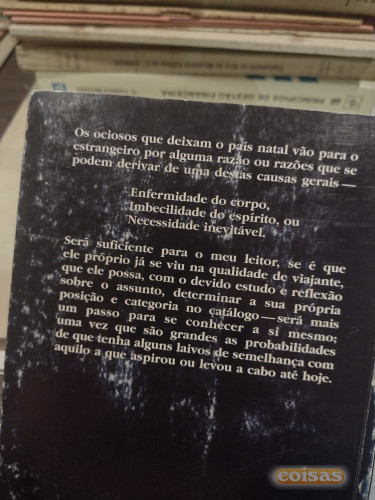 PRINCÍPIOS DE GESTÃO FINANCEIRA
Os ociosos que deixam o país natal vão para o
estrangeiro por alguma razão ou razões que se
podem derivar de uma destas causas gerais —
Enfermidade do corpo,
Imbecilidade do espírito, ou
Necessidade inevitável.
Será suficiente para o meu leitor, se é que
ele próprio já se viu na qualidade de viajante,
que ele possa, com o devido estudo e reflexão
sobre o assunto, determinar a sua própria
posição e categoria no catálogo — será mais
um passo para se conhecer a si mesmo;
uma vez que são grandes as probabilidades
de que tenha alguns laivos de semelhança com
aquilo a que aspirou ou levou a cabo até hoje.
coisas